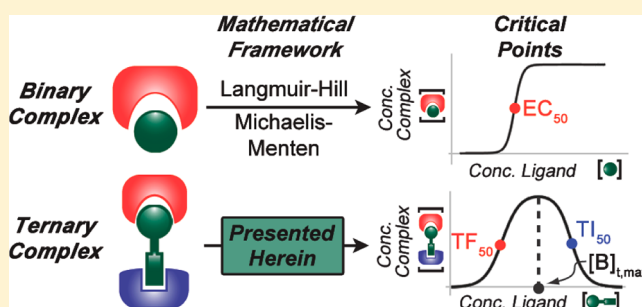 Mathematical
Framework
Critical
Points
Binary
Complex
Langmuir-Hill
Michaelis-
Menten
Conc.
Complex
[ ]
EC50
Conc. Ligand [ ]
Ternary
Complex
Presented
Herein
Conc.
Complex
[ ]
TF50
TI50
[B]t,ma
Conc. Ligand [ ]